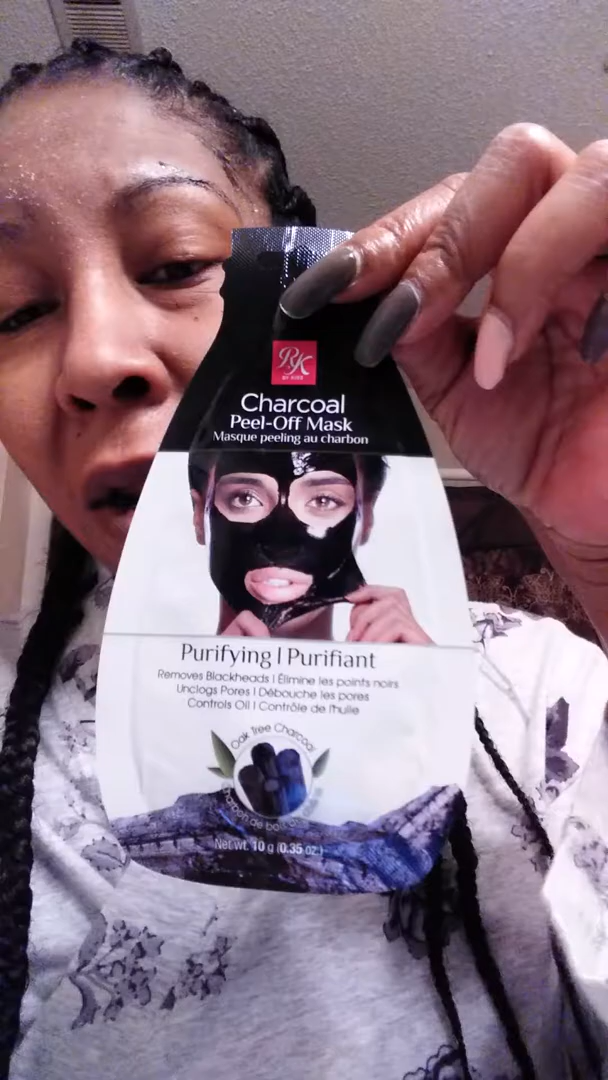 RK
BY KISS
Charcoal
Peel-Off Mask
Masque peeling au charbon
Purifying | Purifiant
Removes Blackheads | Élimine les points noirs
Unclogs Pores | Débouche les pores
Controls Oil | Contrôle de l'huile
Oak Tree Charcoal
Net wt. 10 g (0.35 oz.)